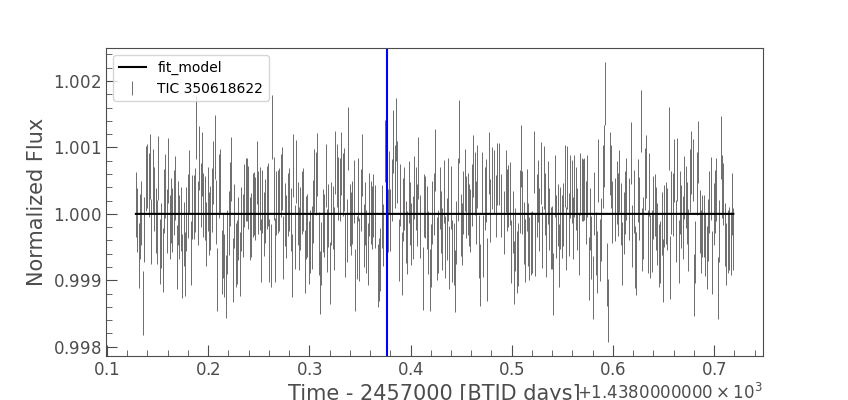 fit_model
TIC 350618622
1.002
1.001
1.000
0.999
0.998
Normalized Flux
0.1 0.2 0.3 0.4 0.5 0.6 0.7
Time - 2457000 [BTJD days]
+1.4380000000 × 10³